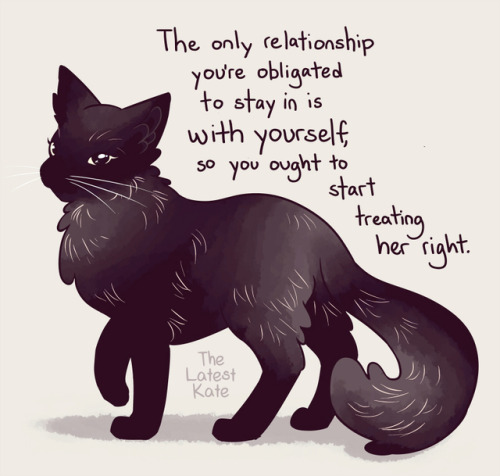 The only relationship
you're obligated
to stay in is
with yourself,
so you ought to
start
treating
her right.
The
Latest
Kate